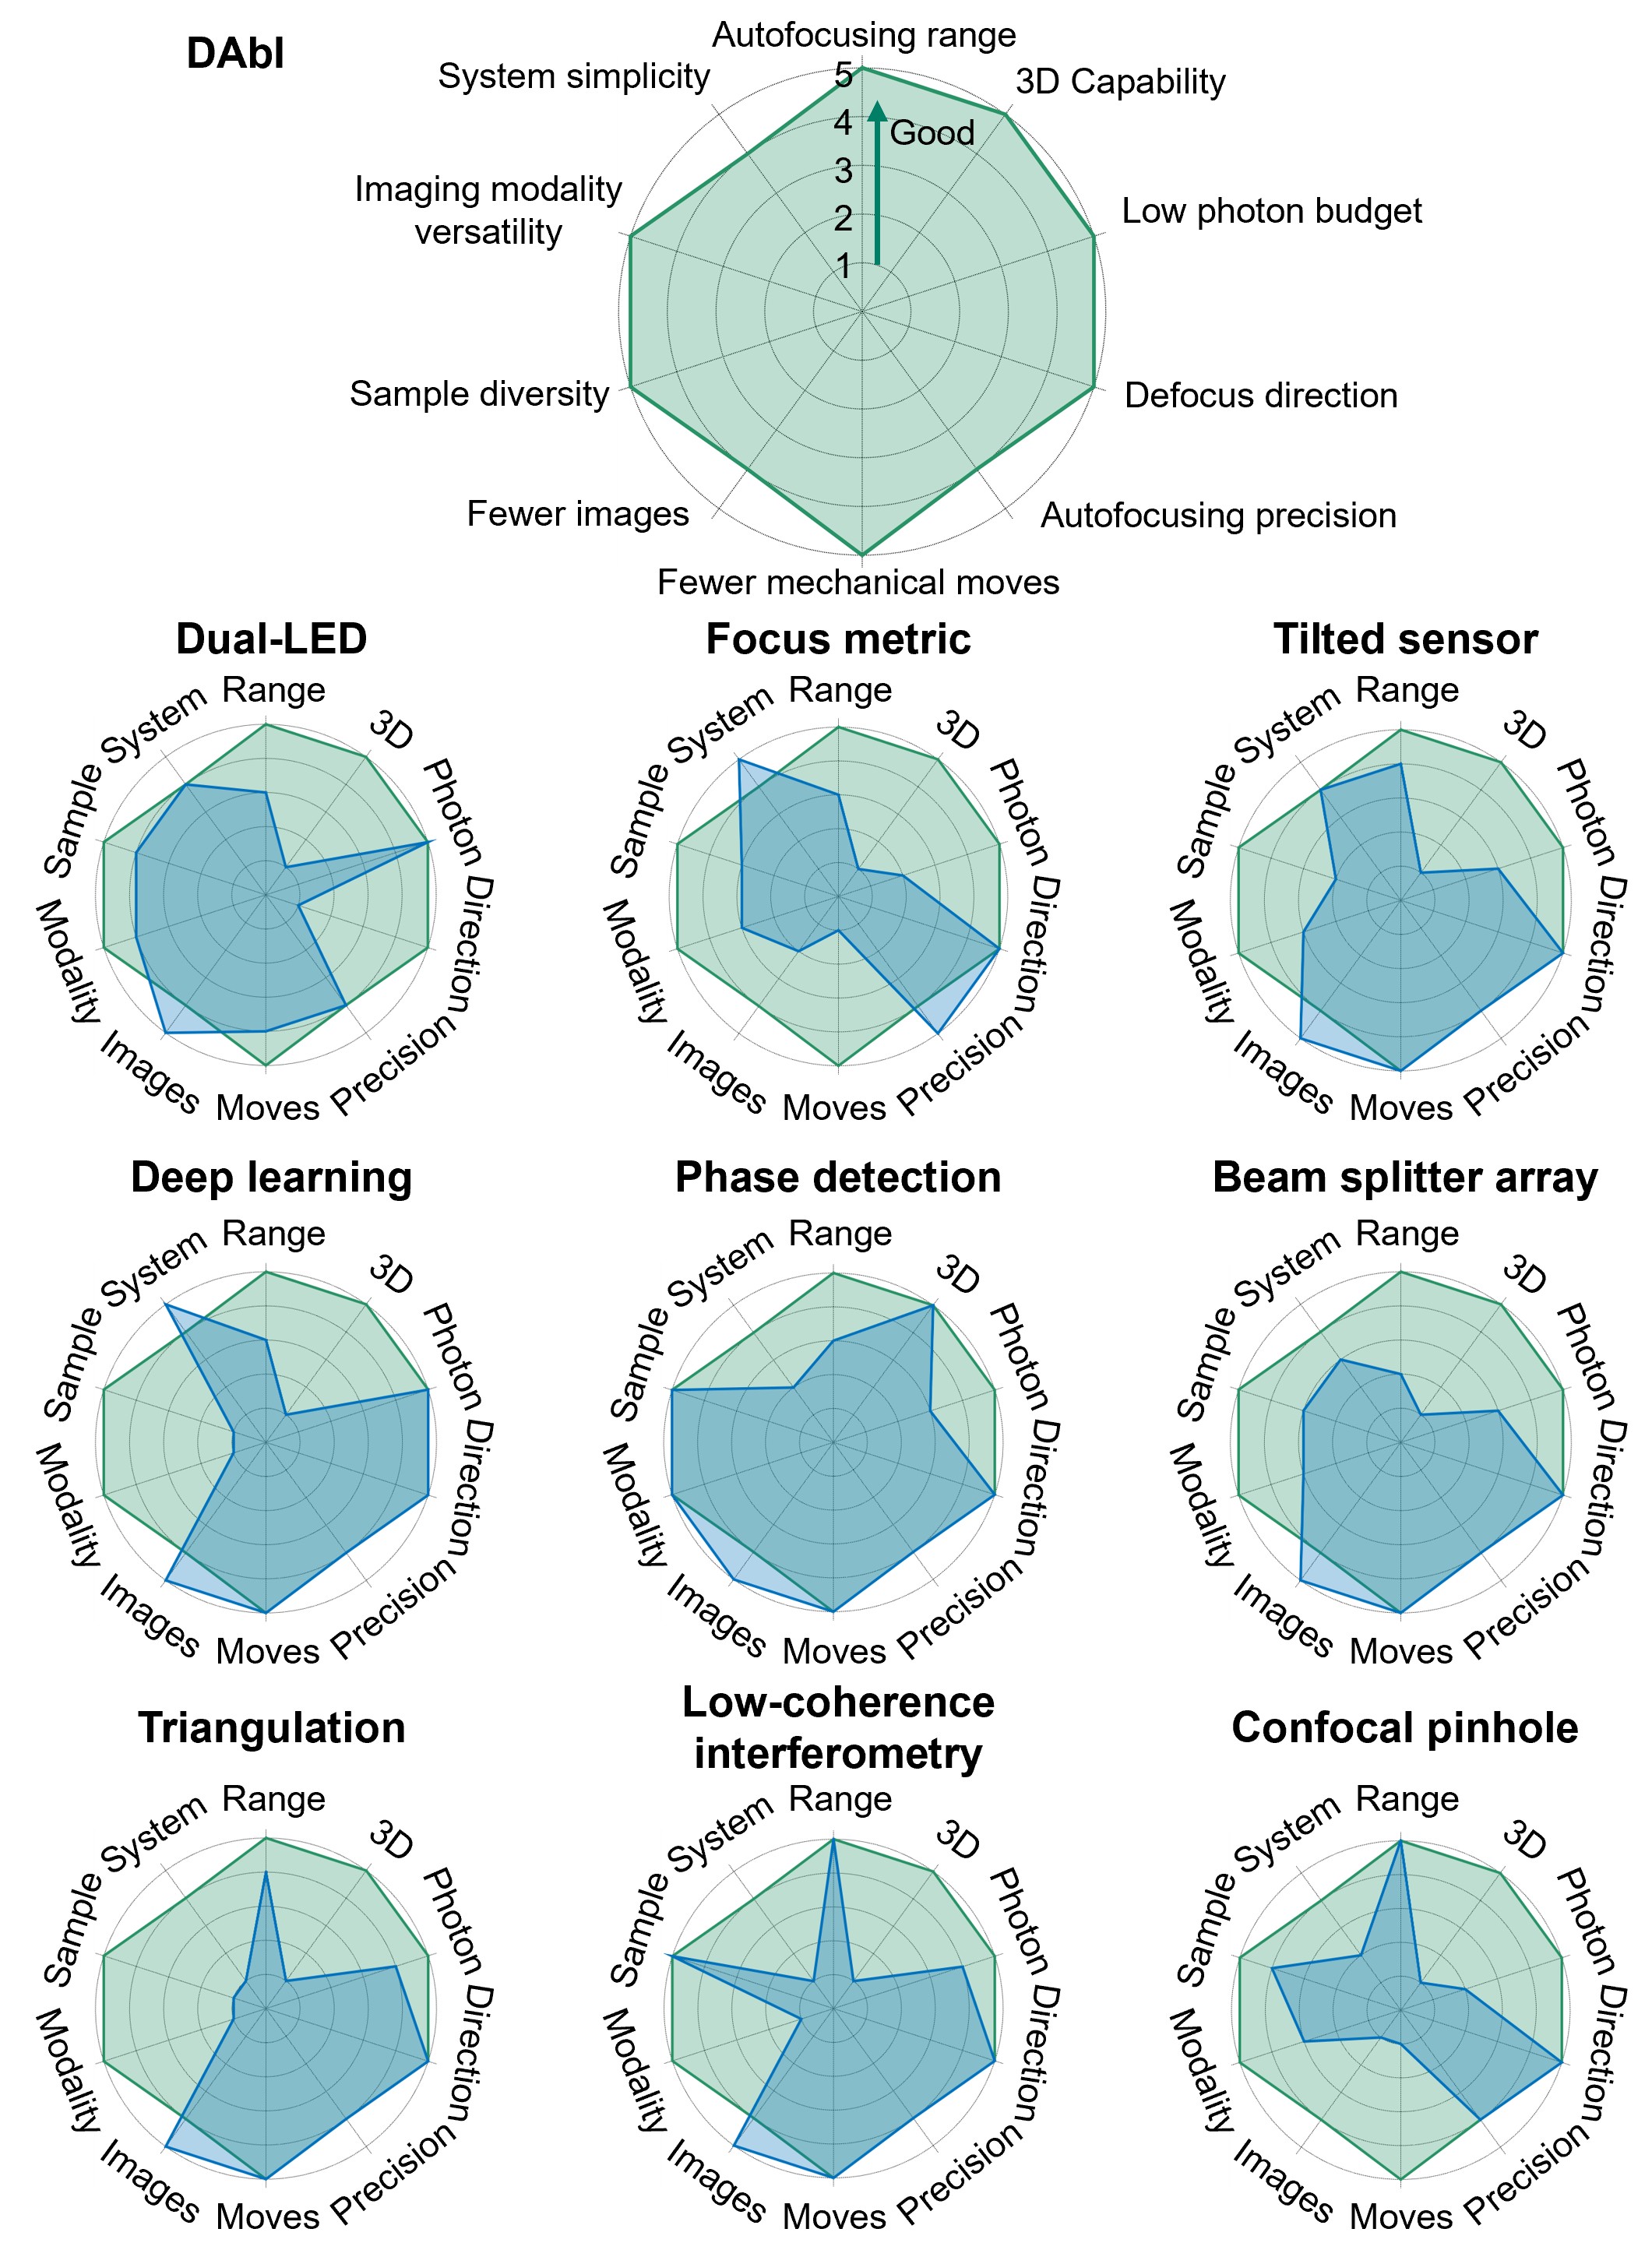 DAbI
Autofocusing range
System simplicity
3D Capability
5
4
Good
3
Imaging modality
versatility
Low photon budget
2
1
Sample diversity
Defocus direction
Fewer images
Autofocusing precision
Fewer mechanical moves
Dual-LED
Range
3D
Photon
Direction
Precision
Moves
Images
Modality
Sample
System
Focus metric
Range
3D
Photon
Direction
Precision
Moves
Images
Modality
Sample
System
Tilted sensor
Range
3D
Photon
Direction
Precision
Moves
Images
Modality
Sample
System
Deep learning
Range
3D
Photon
Direction
Precision
Moves
Images
Modality
Sample
System
Phase detection
Range
3D
Photon
Direction
Precision
Moves
Images
Modality
Sample
System
Beam splitter array
Range
3D
Photon
Direction
Precision
Moves
Images
Modality
Sample
System
Triangulation
Range
3D
Photon
Direction
Precision
Moves
Images
Modality
Sample
System
Low-coherence
interferometry
Range
3D
Photon
Direction
Precision
Moves
Images
Modality
Sample
System
Confocal pinhole
Range
3D
Photon
Direction
Precision
Moves
Images
Modality
Sample
System